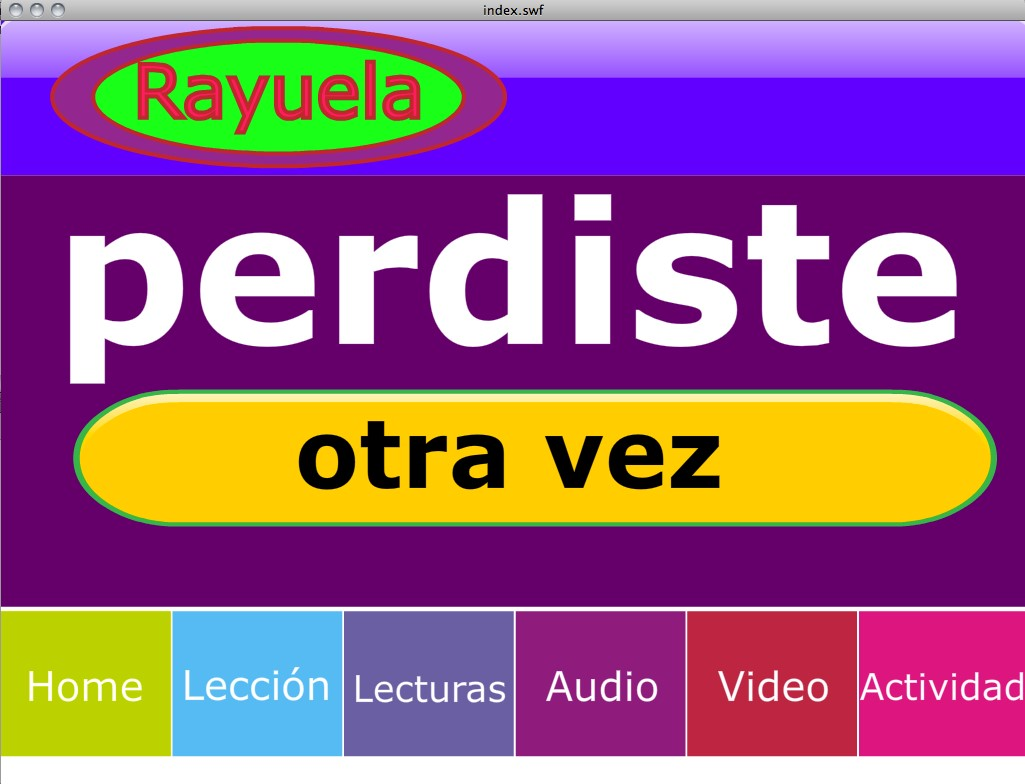 index.swf
Rayuela
perdiste
otra vez
Home Lección Lecturas Audio Video Actividad